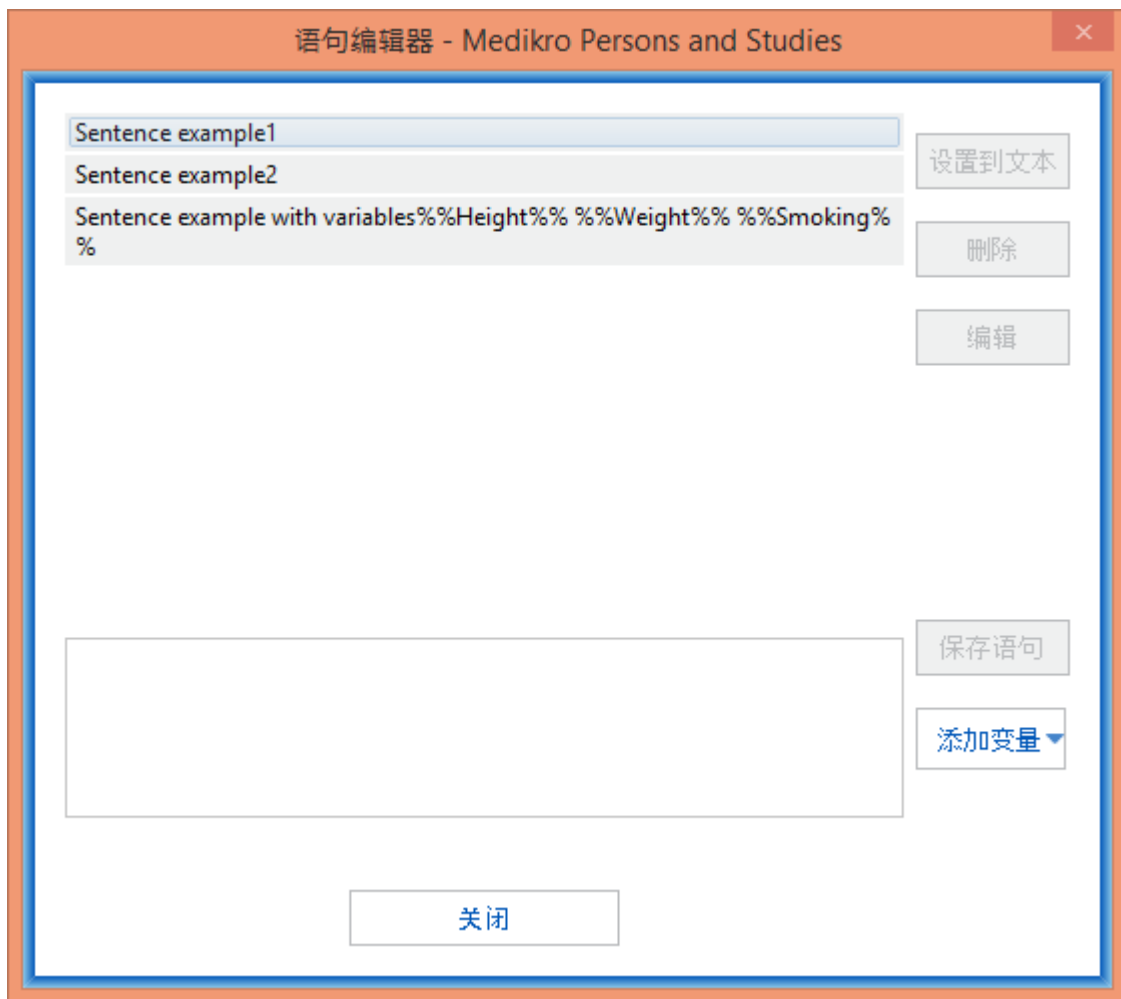 语句编辑器 - Medikro Persons and Studies
Sentence example1
Sentence example2
Sentence example with variables%%Height%% %%Weight%% %%Smoking%
%
设置到文本
删除
编辑
保存语句
添加变量
关闭